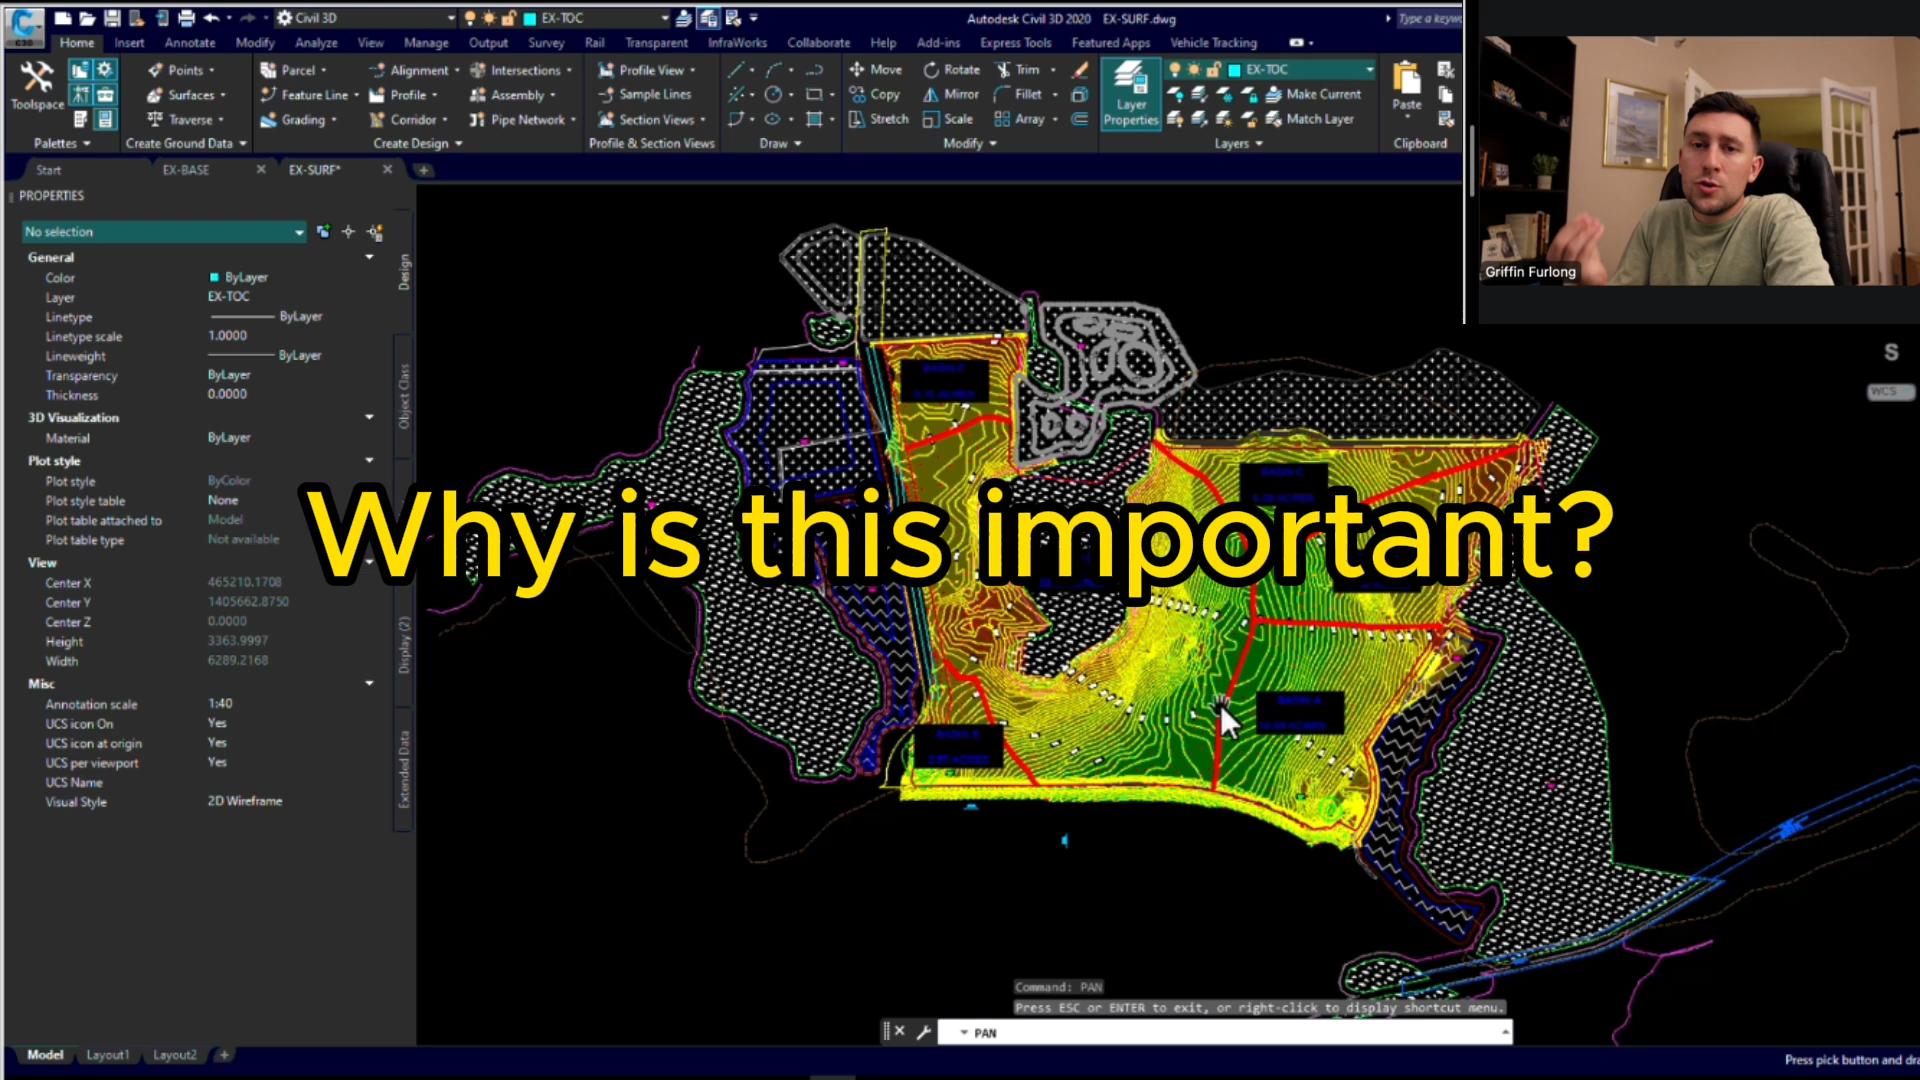 Civil 3D
EX-TOC
Autodesk Civil 3D 2020 EX-SURF.dwg
C3D
Home Insert Annotate Modify Analyze View Manage Output Survey Rail Transparent InfraWorks Collaborate Help Add-ins Express Tools Featured Apps Vehicle Tracking
Toolspace
Palettes
Points
Surfaces
Traverse
Create Ground Data
Parcel
Feature Line
Grading
Alignment
Profile
Corridor
Intersections
Assembly
Pipe Network
Create Design
Profile View
Sample Lines
Section Views
Profile & Section Views
Draw
Move
Copy
Stretch
Rotate
Mirror
Scale
Trim
Fillet
Array
Modify
Layer
Properties
EX-TOC
Make Current
Match Layer
Layers
Paste
Clipboard
Griffin Furlong
Start EX-BASE EX-SURF*
PROPERTIES
No selection
General
Color ByLayer
Layer EX-TOC
Linetype ByLayer
Linetype scale 1.0000
Lineweight ByLayer
Transparency ByLayer
Thickness 0.0000
3D Visualization
Material ByLayer
Plot style
Plot style ByColor
Plot style table None
Plot table attached to Model
Plot table type Not available
View
Center X 465210.1708
Center Y 1405662.8750
Center Z 0.0000
Height 3363.9997
Width 6289.2168
Misc
Annotation scale 1:40
UCS icon On Yes
UCS icon at origin Yes
UCS per viewport Yes
UCS Name
Visual Style 2D Wireframe
Design
Object Class
Display (2)
Extended Data
S
WCS
Why is this important?
Command: PAN
Press ESC or ENTER to exit, or right-click to display shortcut menu.
PAN
Model Layout1 Layout2
Press pick button and